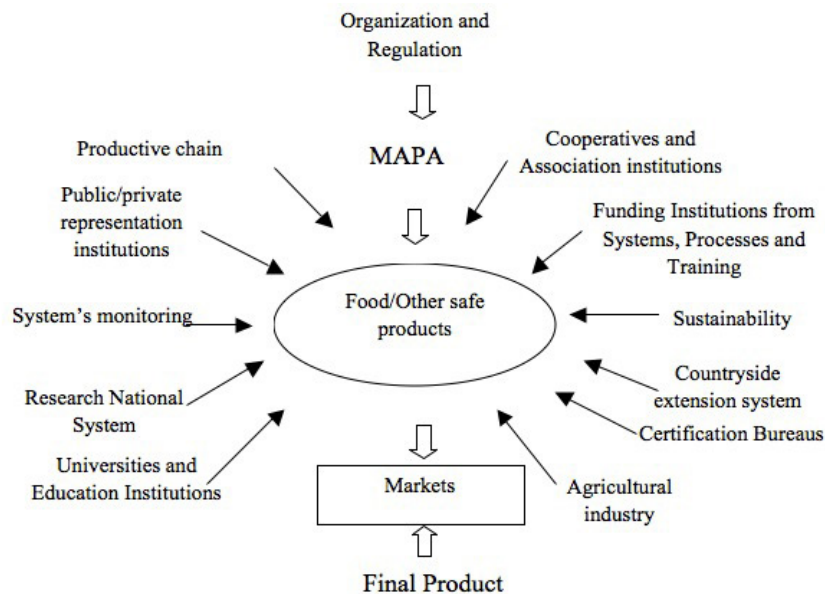 Organization and
Regulation
MAPA
Productive chain
Cooperatives and
Association institutions
Public/private
representation
institutions
Funding Institutions from
Systems, Processes and
Training
Food/Other safe
products
System's monitoring
Sustainability
Research National
System
Countryside
extension system
Certification Bureaus
Universities and
Education Institutions
Markets
Agricultural
industry
Final Product